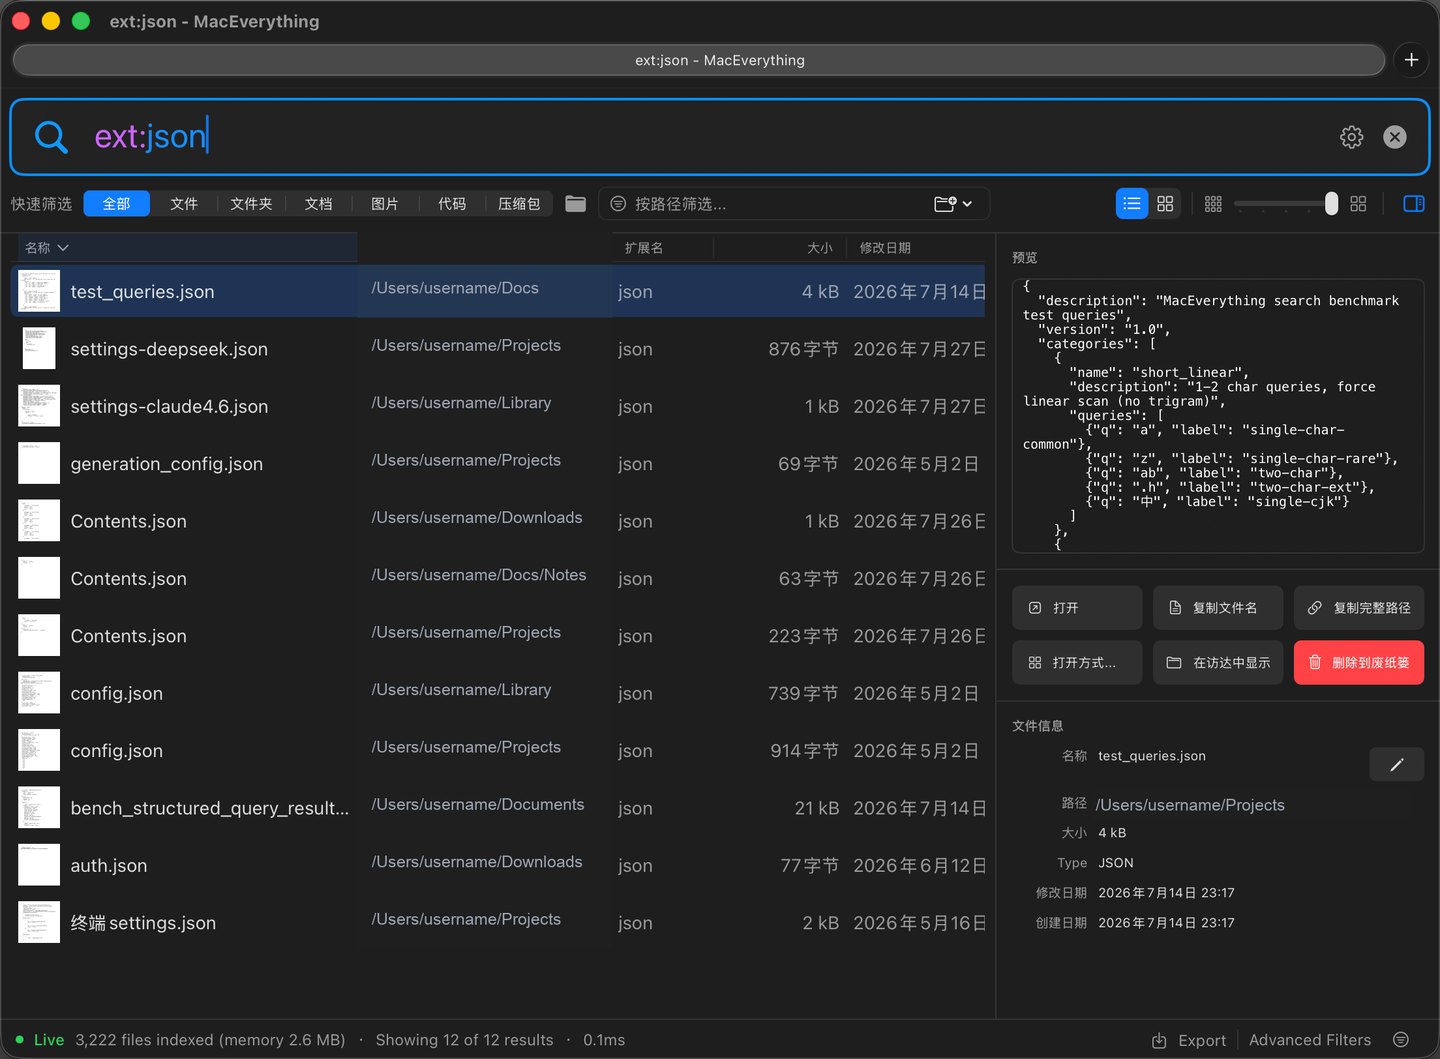 ext:json - MacEverything
ext:json - MacEverything
ext:json
快速筛选 全部 文件 文件夹 文档 图片 代码 压缩包 按路径筛选...
名称 扩展名 大小 修改日期
test_queries.json /Users/username/Docs json 4 kB 2026年7月14日
settings-deepseek.json /Users/username/Projects json 876字节 2026年7月27日
settings-claude4.6.json /Users/username/Library json 1 kB 2026年7月27日
generation_config.json /Users/username/Projects json 69字节 2026年5月2日
Contents.json /Users/username/Downloads json 1 kB 2026年7月26日
Contents.json /Users/username/Docs/Notes json 63字节 2026年7月26日
Contents.json /Users/username/Projects json 223字节 2026年7月26日
config.json /Users/username/Library json 739字节 2026年5月2日
config.json /Users/username/Projects json 914字节 2026年5月2日
bench_structured_query_result... /Users/username/Documents json 21 kB 2026年7月14日
auth.json /Users/username/Downloads json 77字节 2026年6月12日
终端settings.json /Users/username/Projects json 2 kB 2026年5月16日
预览
{
"description": "MacEverything search benchmark
test queries",
"version": "1.0",
"categories": [
{
"name": "short_linear",
"description": "1-2 char queries, force
linear scan (no trigram)",
"queries": [
{"q": "a", "label": "single-char-
common"},
{"q": "z", "label": "single-char-rare"},
{"q": "ab", "label": "two-char"},
{"q": ".h", "label": "two-char-ext"},
{"q": "中", "label": "single-cjk"}
]
},
{
打开 复制文件名 复制完整路径
打开方式... 在访达中显示 删除到废纸篓
文件信息
名称 test_queries.json
路径 /Users/username/Projects
大小 4 kB
Type JSON
修改日期 2026年7月14日 23:17
创建日期 2026年7月14日 23:17
Live 3,222 files indexed (memory 2.6 MB) · Showing 12 of 12 results · 0.1ms Export Advanced Filters